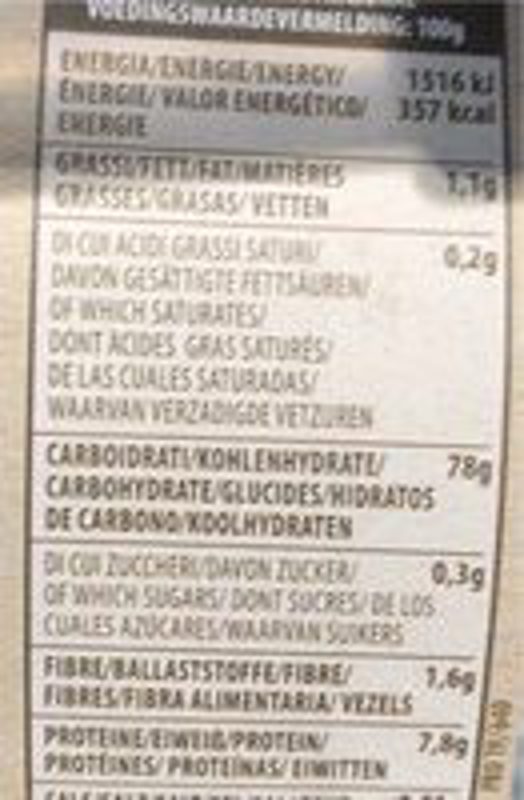 VOEDINGSWAARDEVERMELDING: 100g
ENERGIA/ENERGIE/ENERGY/ 1516 kJ
ÉNERGIE/ VALOR ENERGÉTICO/ 357 kcal
ENERGIE
GRASSI/FETT/FAT/MATIÈRES 1,1g
GRASSES/GRASAS/ VETTEN
DI CUI ACIDI GRASSI SATURI/ 0,2g
DAVON GESÄTTIGTE FETTSÄUREN/
OF WHICH SATURATES/
DONT ACIDES GRAS SATURÉS/
DE LAS CUALES SATURADAS/
WAARVAN VERZADIGDE VETZUREN
CARBOIDRATI/KOHLENHYDRATE/ 78g
CARBOHYDRATE/GLUCIDES/HIDRATOS
DE CARBONO/KOOLHYDRATEN
DI CUI ZUCCHERI/DAVON ZUCKER/ 0,3g
OF WHICH SUGARS/ DONT SUCRES/ DE LOS
CUALES AZÚCARES/WAARVAN SUIKERS
FIBRE/BALLASTSTOFFE/FIBRE/ 1,6g
FIBRES/FIBRA ALIMENTARIA/ VEZELS
PROTEINE/EIWEIß/PROTEIN/ 7,8g
PROTÉINES/ PROTEÍNAS/ EIWITTEN